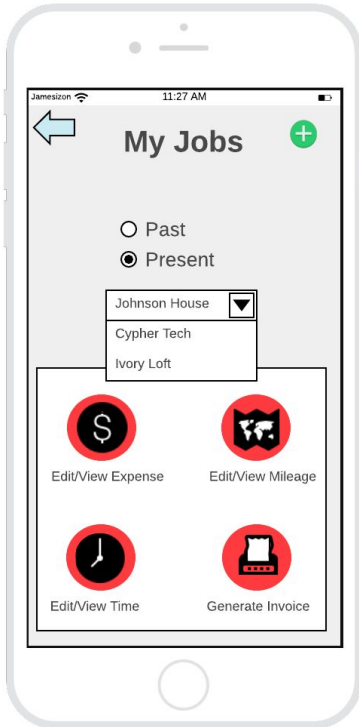 Jamesizon 11:27 AM
My Jobs
Past
Present
Johnson House
Cypher Tech
Ivory Loft
$
Edit/View Expense Edit/View Mileage
Edit/View Time Generate Invoice